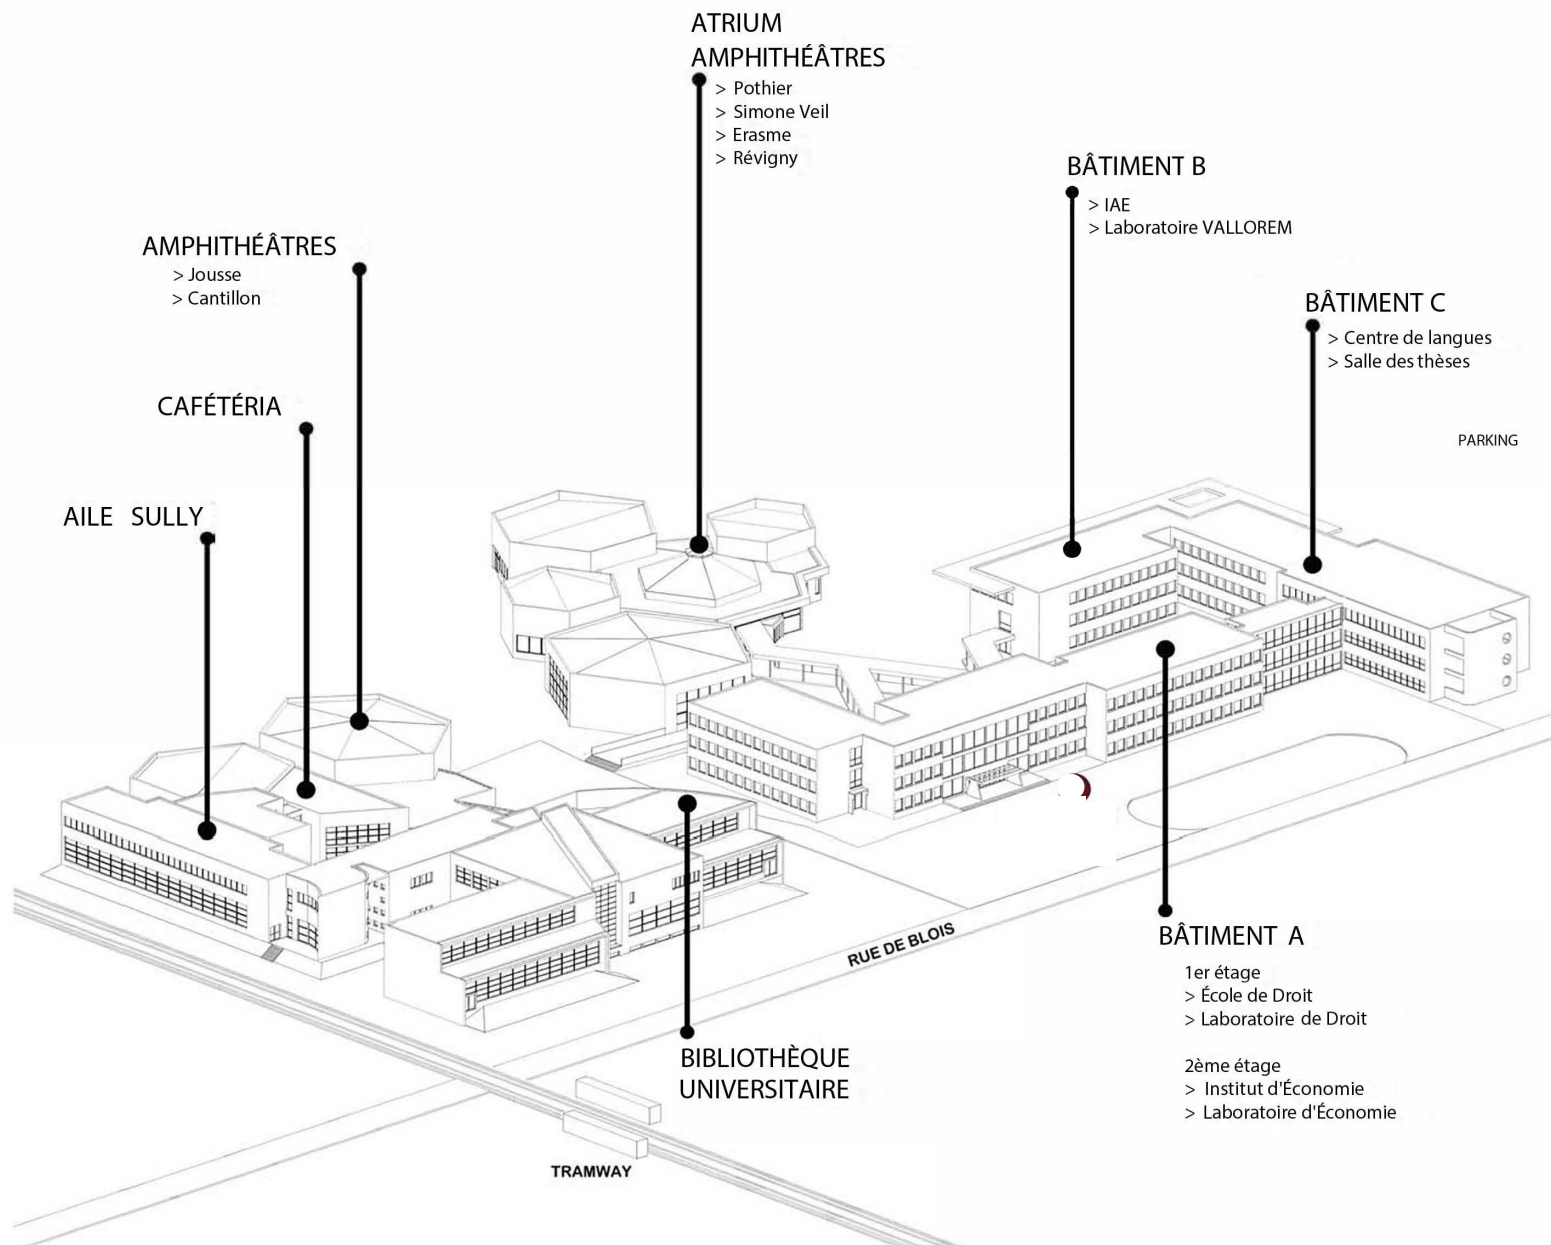 ATRIUM
AMPHITHÉÂTRES
> Pothier
> Simone Veil
> Erasme
> Révigny
BÂTIMENT B
> IAE
> Laboratoire VALLOREM
AMPHITHÉÂTRES
> Jousse
> Cantillon
BÂTIMENT C
> Centre de langues
> Salle des thèses
CAFÉTÉRIA
PARKING
AILE SULLY
RUE DE BLOIS
BÂTIMENT A
1er étage
> École de Droit
> Laboratoire de Droit
2ème étage
> Institut d'Économie
> Laboratoire d'Économie
BIBLIOTHÈQUE
UNIVERSITAIRE
TRAMWAY